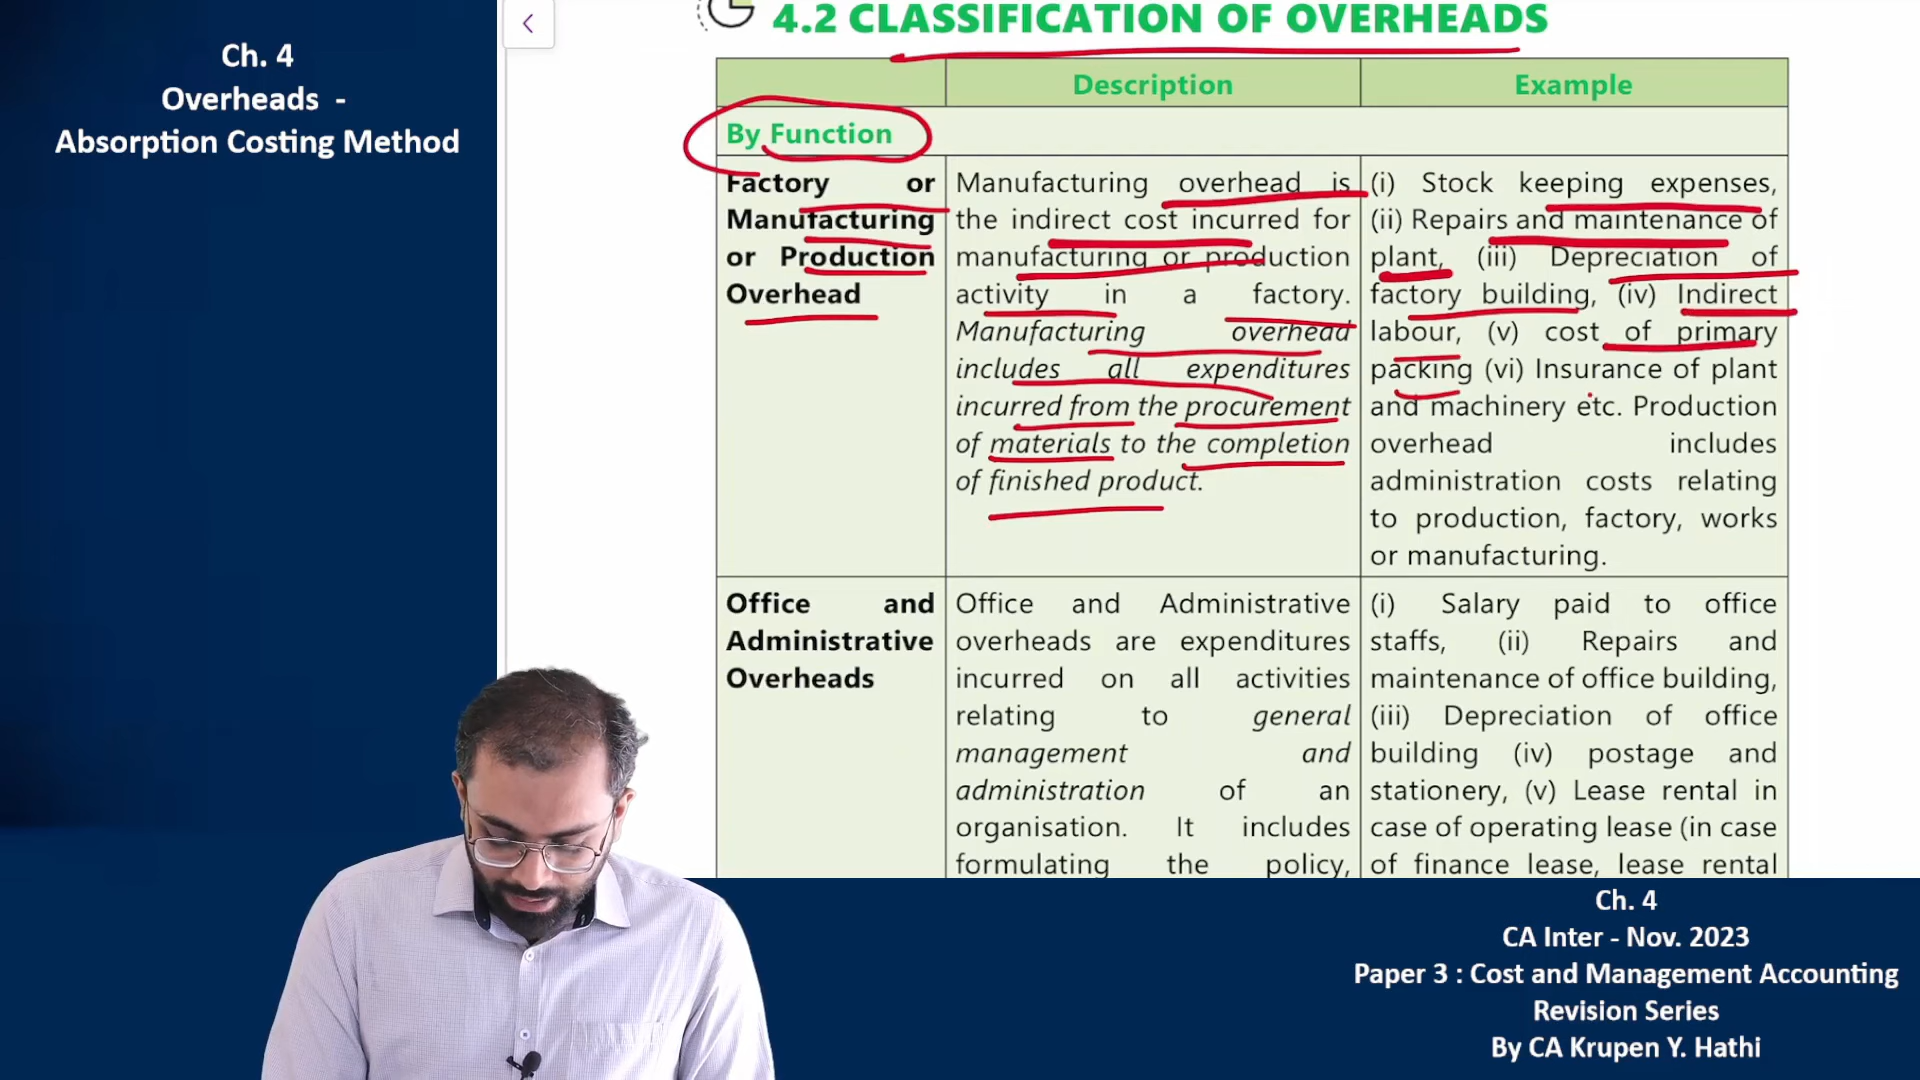 Ch. 4
Overheads -
Absorption Costing Method
4.2 CLASSIFICATION OF OVERHEADS
Description
Example
By Function
Factory or
Manufacturing
or Production
Overhead
Manufacturing overhead is
the indirect cost incurred for
manufacturing or production
activity in a factory.
Manufacturing overhead
includes all expenditures
incurred from the procurement
of materials to the completion
of finished product.
(i) Stock keeping expenses,
(ii) Repairs and maintenance of
plant, (iii) Depreciation of
factory building, (iv) Indirect
labour, (v) cost of primary
packing (vi) Insurance of plant
and machinery etc. Production
overhead includes
administration costs relating
to production, factory, works
or manufacturing.
Office and
Administrative
Overheads
Office and Administrative
overheads are expenditures
incurred on all activities
relating to general
management and
administration of an
organisation. It includes
formulating the policy,
(i) Salary paid to office
staffs, (ii) Repairs and
maintenance of office building,
(iii) Depreciation of office
building (iv) postage and
stationery, (v) Lease rental in
case of operating lease (in case
of finance lease, lease rental
Ch. 4
CA Inter - Nov. 2023
Paper 3 : Cost and Management Accounting
Revision Series
By CA Krupen Y. Hathi